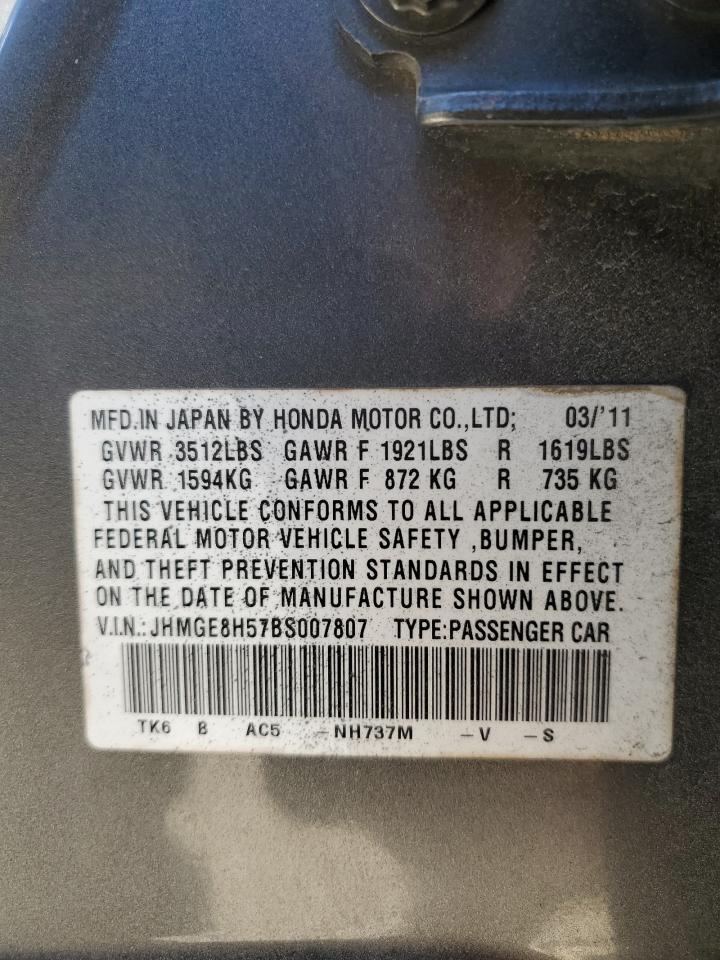 MFD.IN JAPAN BY HONDA MOTOR CO.,LTD; 03/'11
GVWR 3512LBS GAWR F 1921LBS R 1619LBS
GVWR 1594KG GAWR F 872 KG R 735 KG
THIS VEHICLE CONFORMS TO ALL APPLICABLE
FEDERAL MOTOR VEHICLE SAFETY ,BUMPER,
AND THEFT PREVENTION STANDARDS IN EFFECT
ON THE DATE OF MANUFACTURE SHOWN ABOVE.
V.I.N.:JHMGE8H57BS007807 TYPE:PASSENGER CAR
TK6 B AC5 -NH737M -V -S